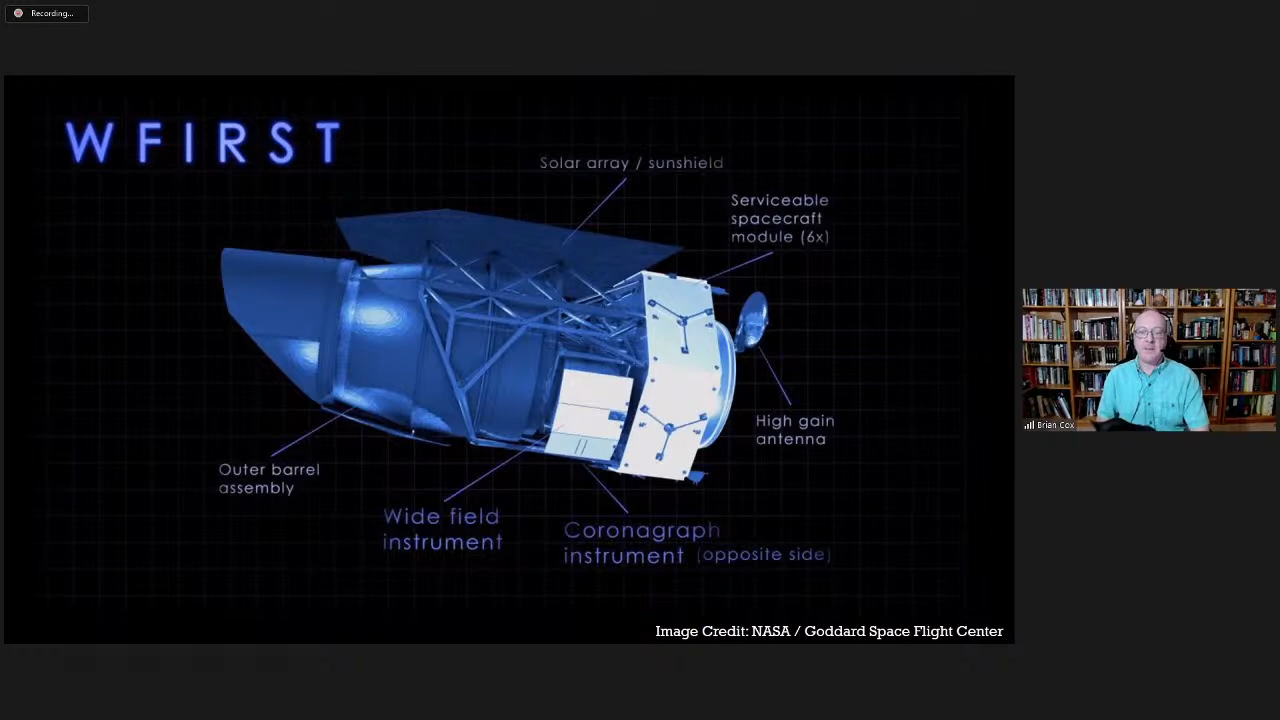 Recording...
WFIRST
Solar array / sunshield
Serviceable
spacecraft
module (6x)
High gain
antenna
Outer barrel
assembly
Wide field
instrument
Coronagraph
instrument (opposite side)
Brian Cox
Image Credit: NASA / Goddard Space Flight Center